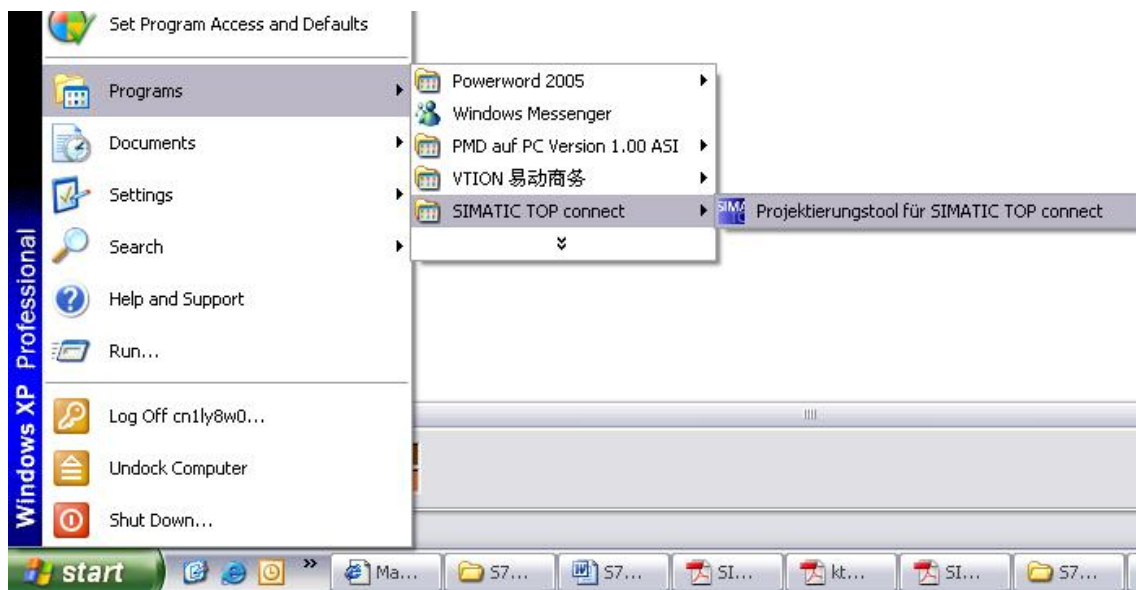 Set Program Access and Defaults
Programs
Documents
Settings
Search
Help and Support
Run...
Log Off cn1ly8w0...
Undock Computer
Shut Down...
Windows XP Professional
Powerword 2005
Windows Messenger
PMD auf PC Version 1.00 ASI
VTION 易动商务
SIMATIC TOP connect
Projektierungstool für SIMATIC TOP connect
start
Ma...
S7...
S7...
SI...
kt...
SI...
S7...